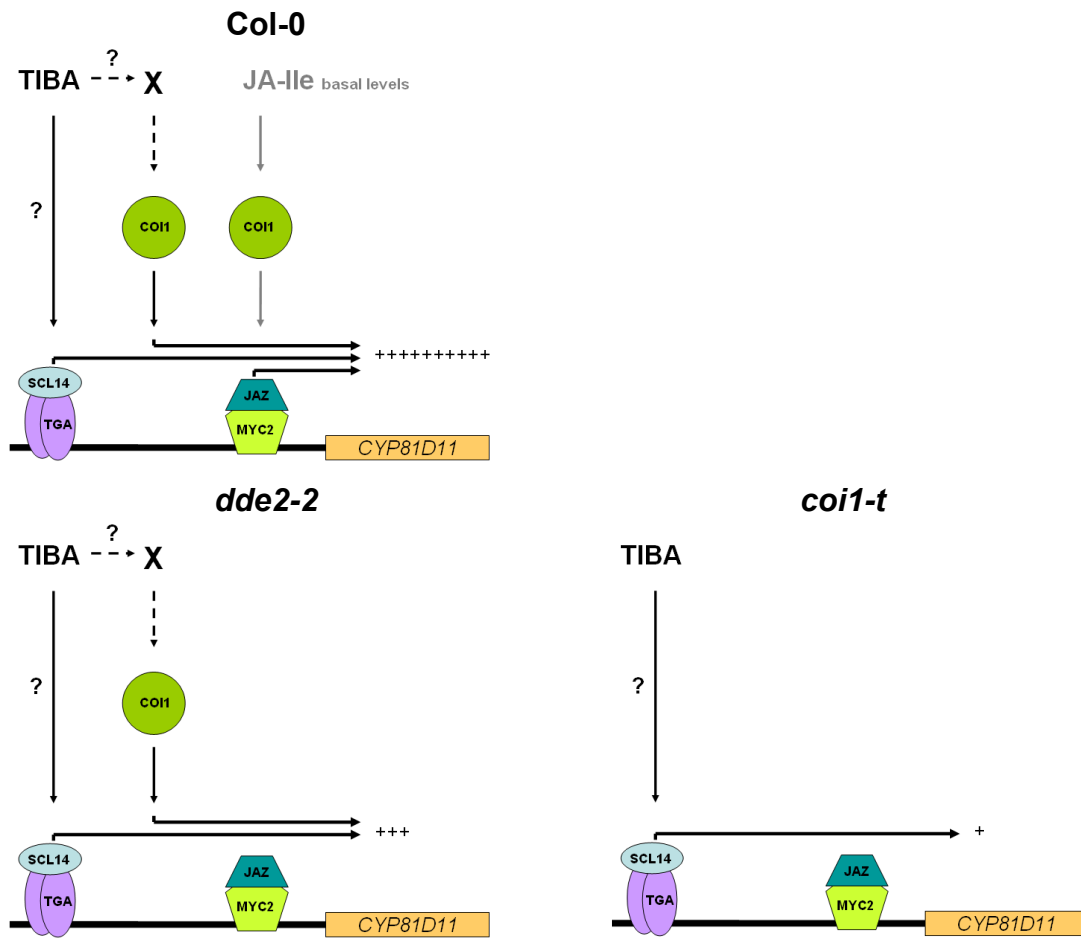 Col-0
?
TIBA X JA-Ile basal levels
? COI1 COI1
++++++++++
SCL14 JAZ
TGA MYC2 CYP81D11
dde2-2 coi1-t
?
TIBA X TIBA
? COI1 ?
+++ +
SCL14 JAZ SCL14 JAZ
TGA MYC2 CYP81D11 TGA MYC2 CYP81D11